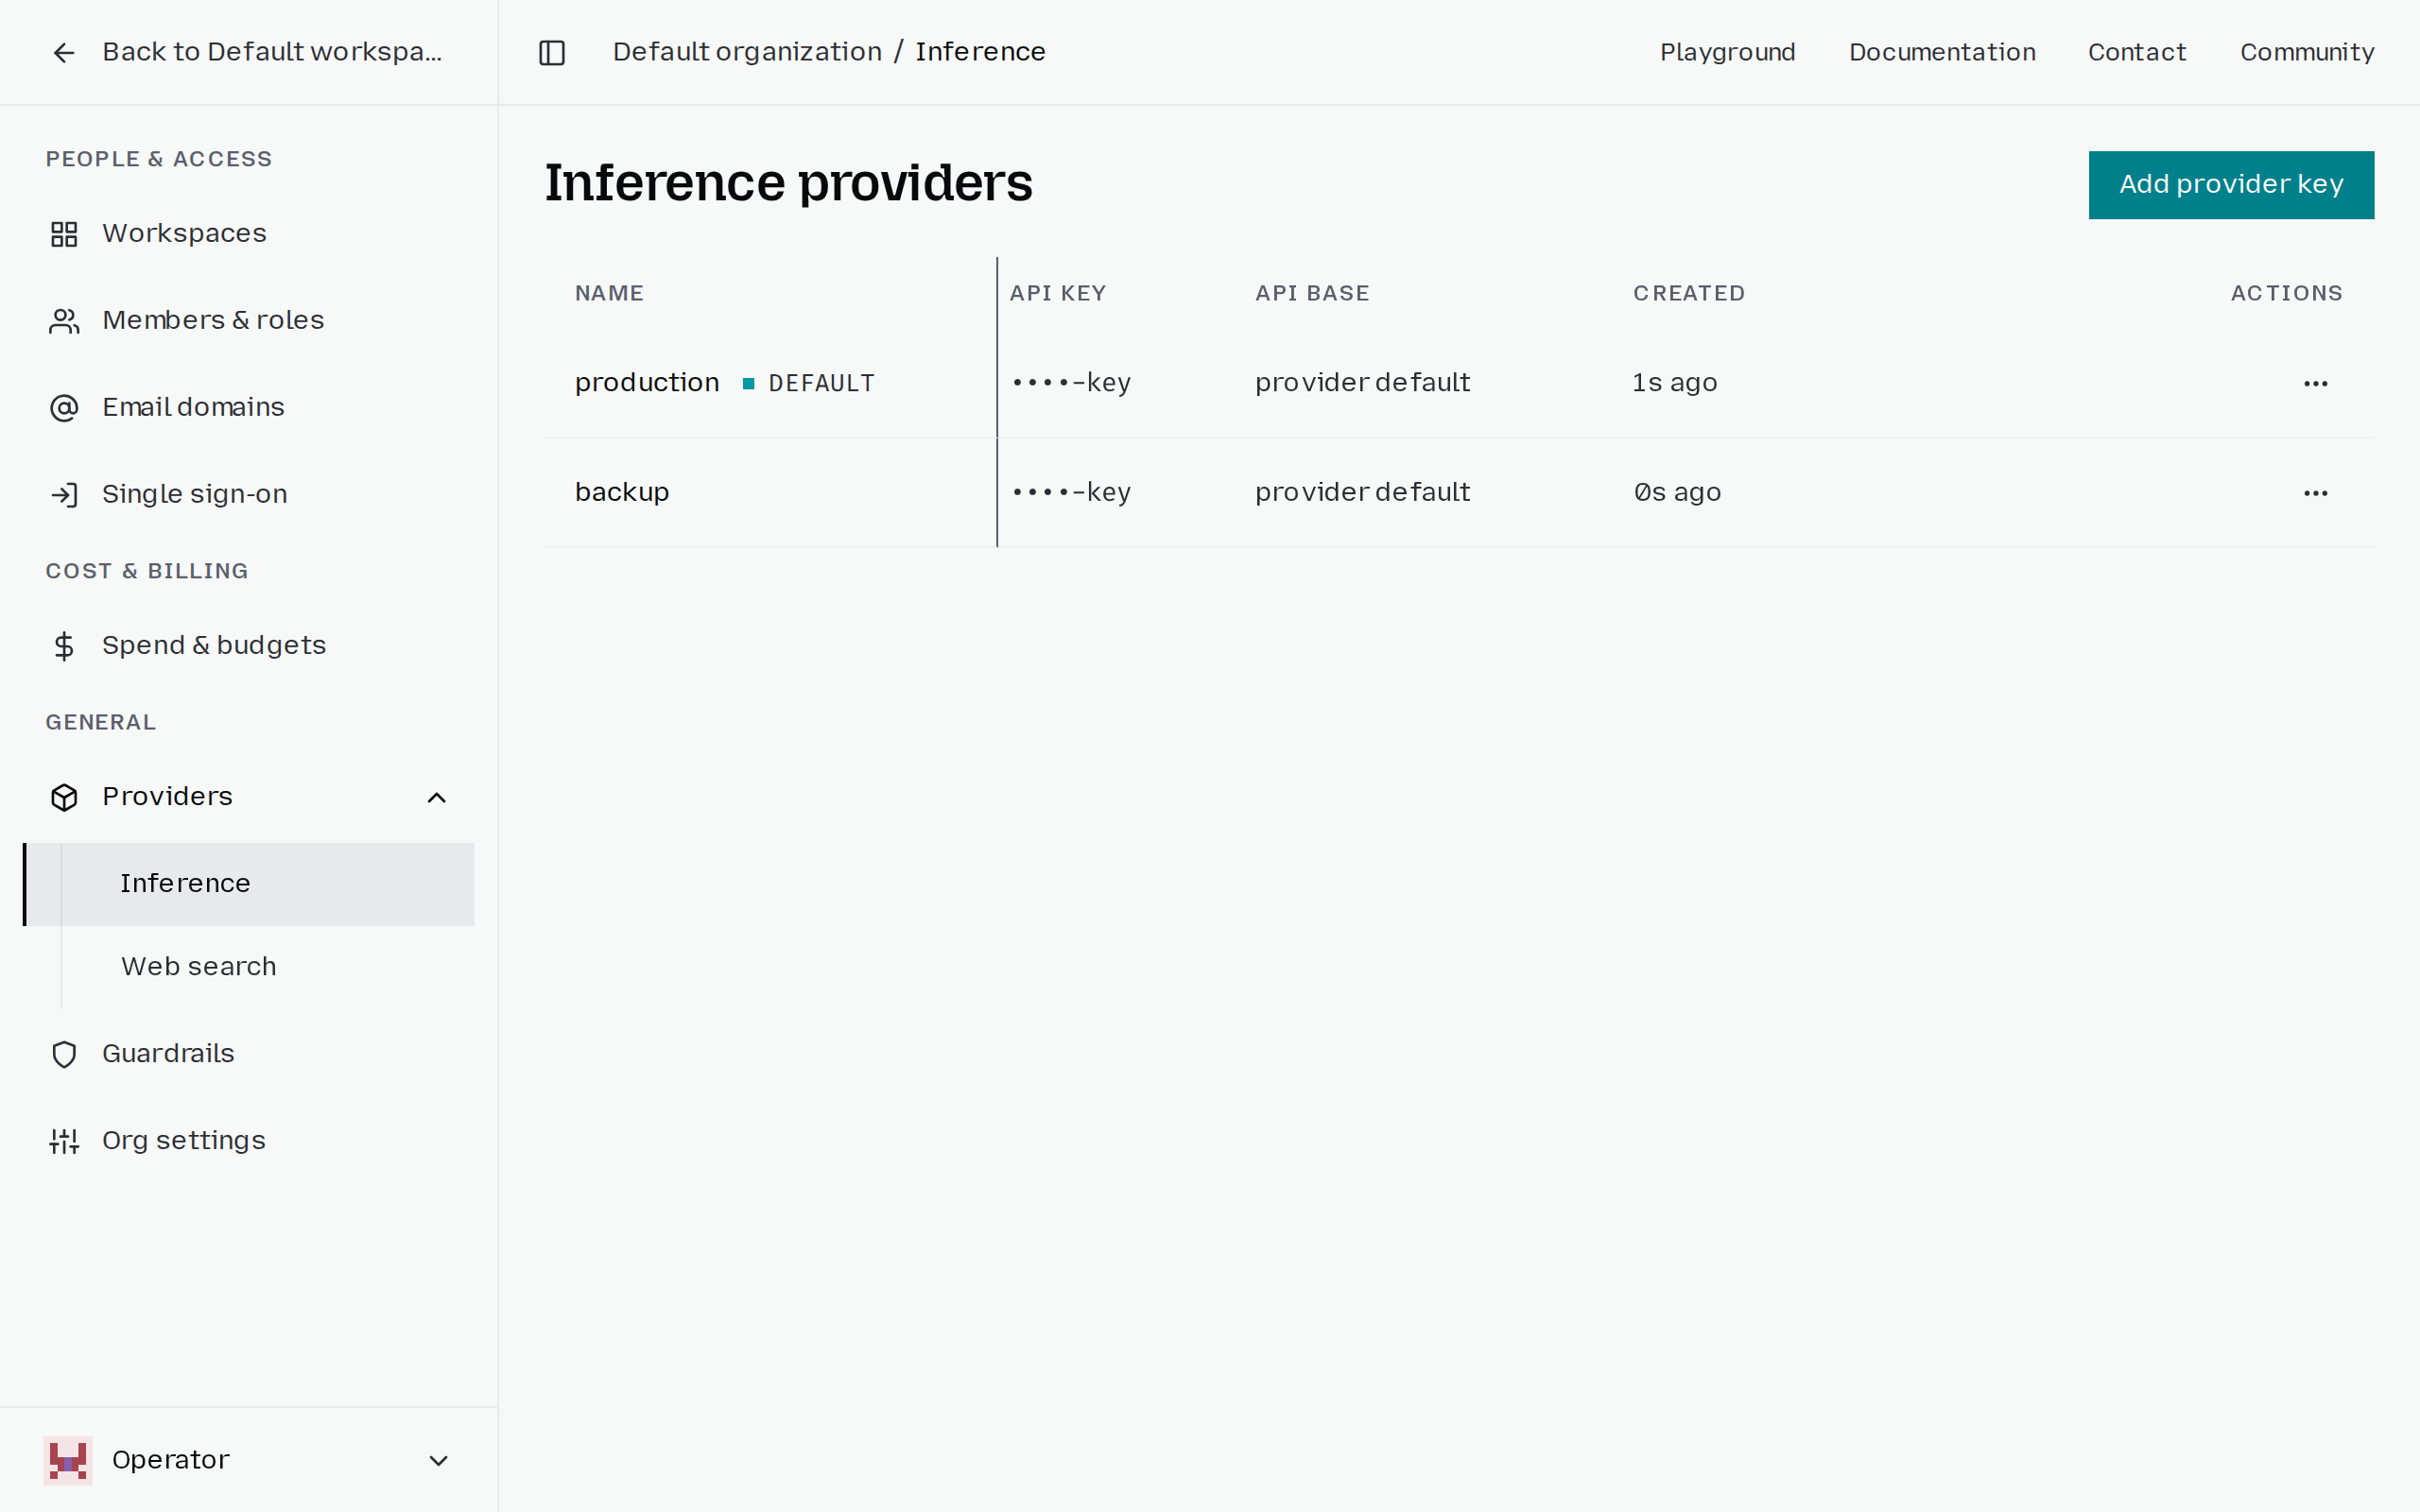 Back to Default workspa...
Default organization / Inference
Playground
Documentation
Contact
Community
PEOPLE & ACCESS
Workspaces
Members & roles
Email domains
Single sign-on
COST & BILLING
Spend & budgets
GENERAL
Providers
Inference
Web search
Guardrails
Org settings
Operator
Inference providers
Add provider key
NAME API KEY API BASE CREATED ACTIONS
production DEFAULT ••••-key provider default 1s ago
backup ••••-key provider default 0s ago